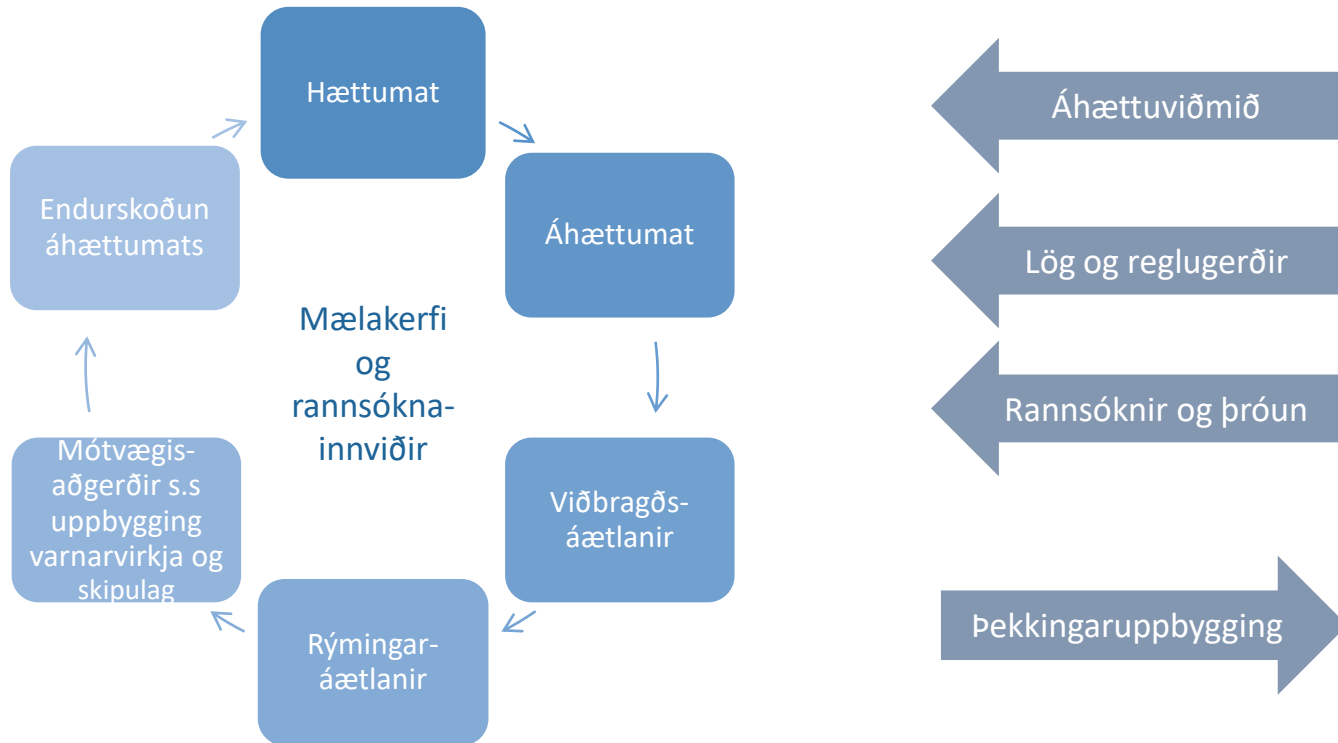 Hættumat
Áhættumat
Viðbragðs-
áætlanir
Rýmingar-
áætlanir
Mótvægis-
aðgerðir s.s
uppbygging
varnarvirkja og
skipulag
Endurskoðun
áhættumats
Mælakerfi
og
rannsókna-
innviðir
Áhættuviðmið
Lög og reglugerðir
Rannsóknir og þróun
Þekkingaruppbygging